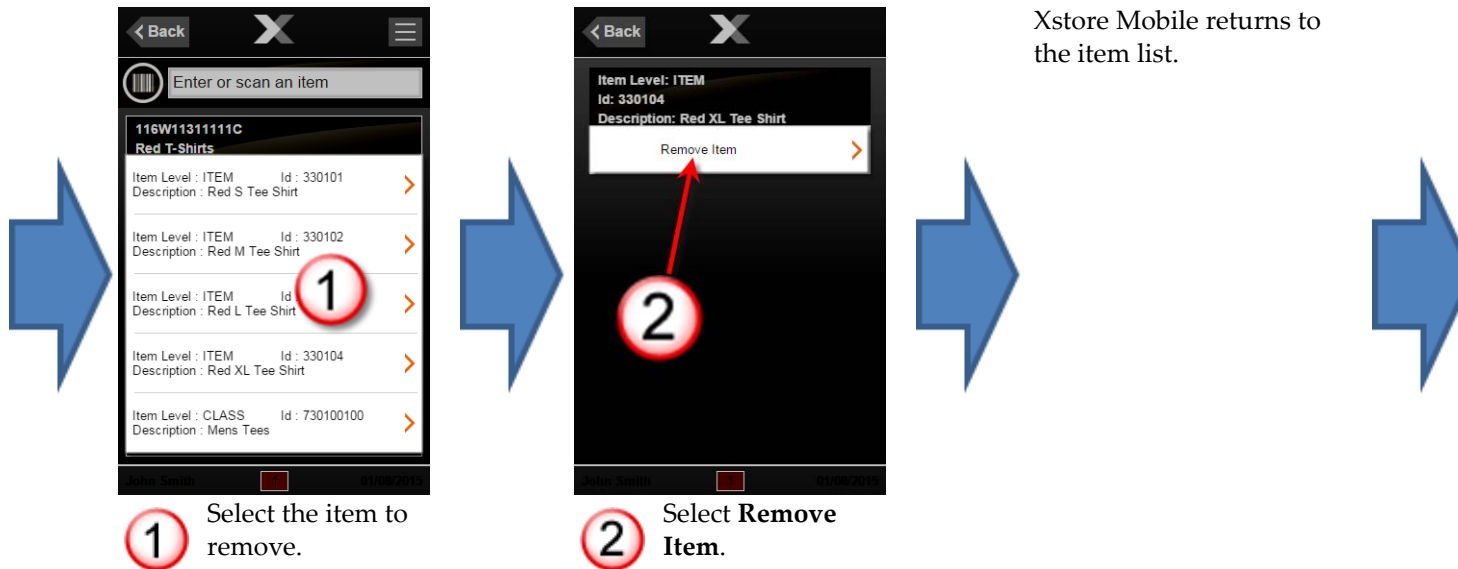 Back
Enter or scan an item
116W11311111C
Red T-Shirts
Item Level : ITEM Id : 330101
Description : Red S Tee Shirt
Item Level : ITEM Id : 330102
Description : Red M Tee Shirt
Item Level : ITEM Id
Description : Red L Tee Shirt
Item Level : ITEM Id : 330104
Description : Red XL Tee Shirt
Item Level : CLASS Id : 730100100
Description : Mens Tees
John Smith 1 01/08/2015
1
1 Select the item to
remove.
Back
Item Level: ITEM
Id: 330104
Description: Red XL Tee Shirt
Remove Item
2
John Smith 1 01/08/2015
2 Select Remove
Item.
Xstore Mobile returns to
the item list.